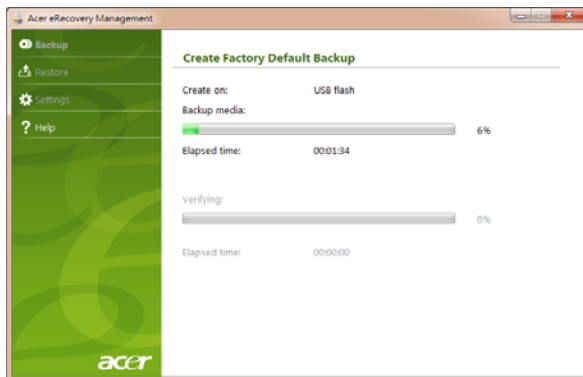 Acer eRecovery Management
Backup
Restore
Settings
Help
Create Factory Default Backup
Create on: USB flash
Backup media:
6%
Elapsed time: 00:01:34
Verifying:
0%
Elapsed time: 00:00:00
acer